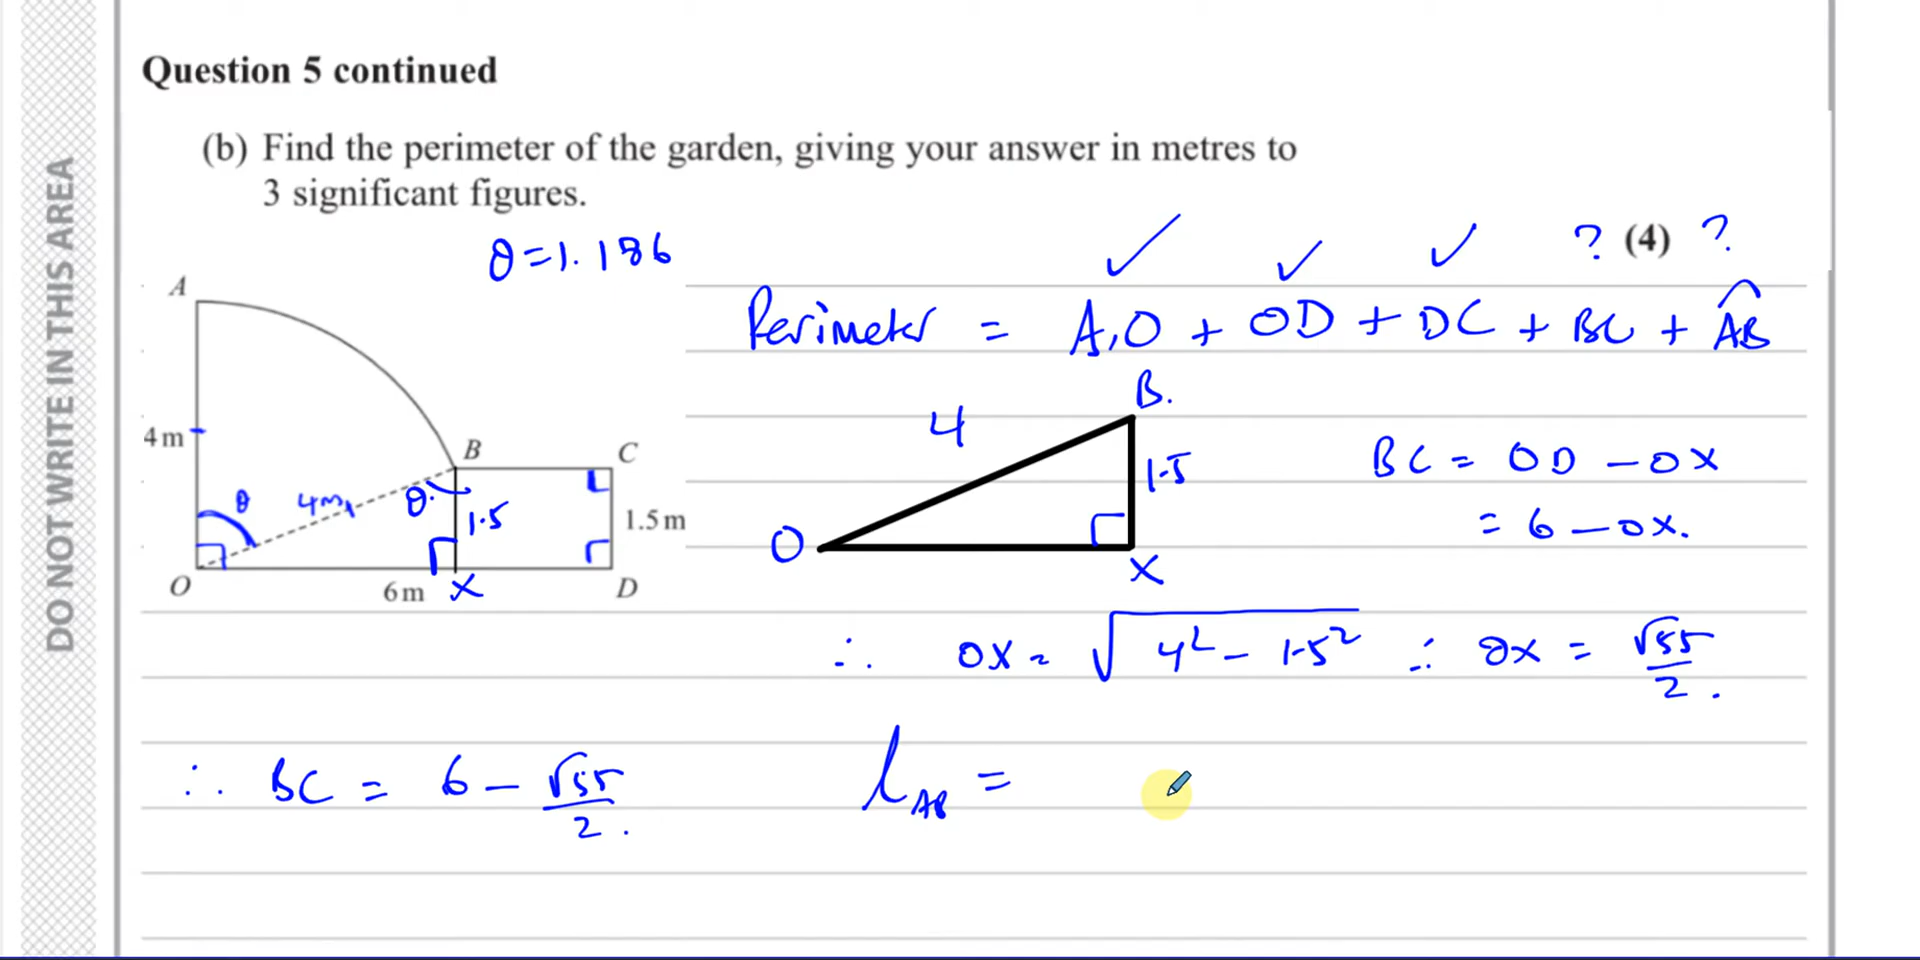 DO NOT WRITE IN THIS AREA
Question 5 continued
(b) Find the perimeter of the garden, giving your answer in metres to
3 significant figures.
(4)
θ = 1.186
✓ ✓ ✓ ? ?
Perimeter = A,O + OD + DC + BC + AB
A
4 m
B
C
θ
4m
θ
1.5
1.5 m
O
6 m
X
D
4
B.
1.5
O
X
BC = OD - OX
= 6 - OX.
∴ OX = √4² - 1.5² ∴ OX = √55/2.
∴ BC = 6 - √55/2.
l AB =